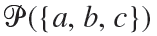 𝒫({a, b, c})